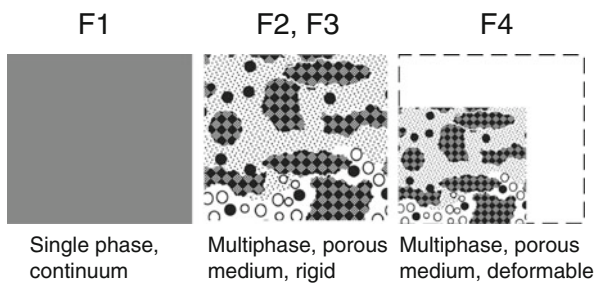 F1
F2, F3
F4
Single phase,
continuum
Multiphase, porous
medium, rigid
Multiphase, porous
medium, deformable